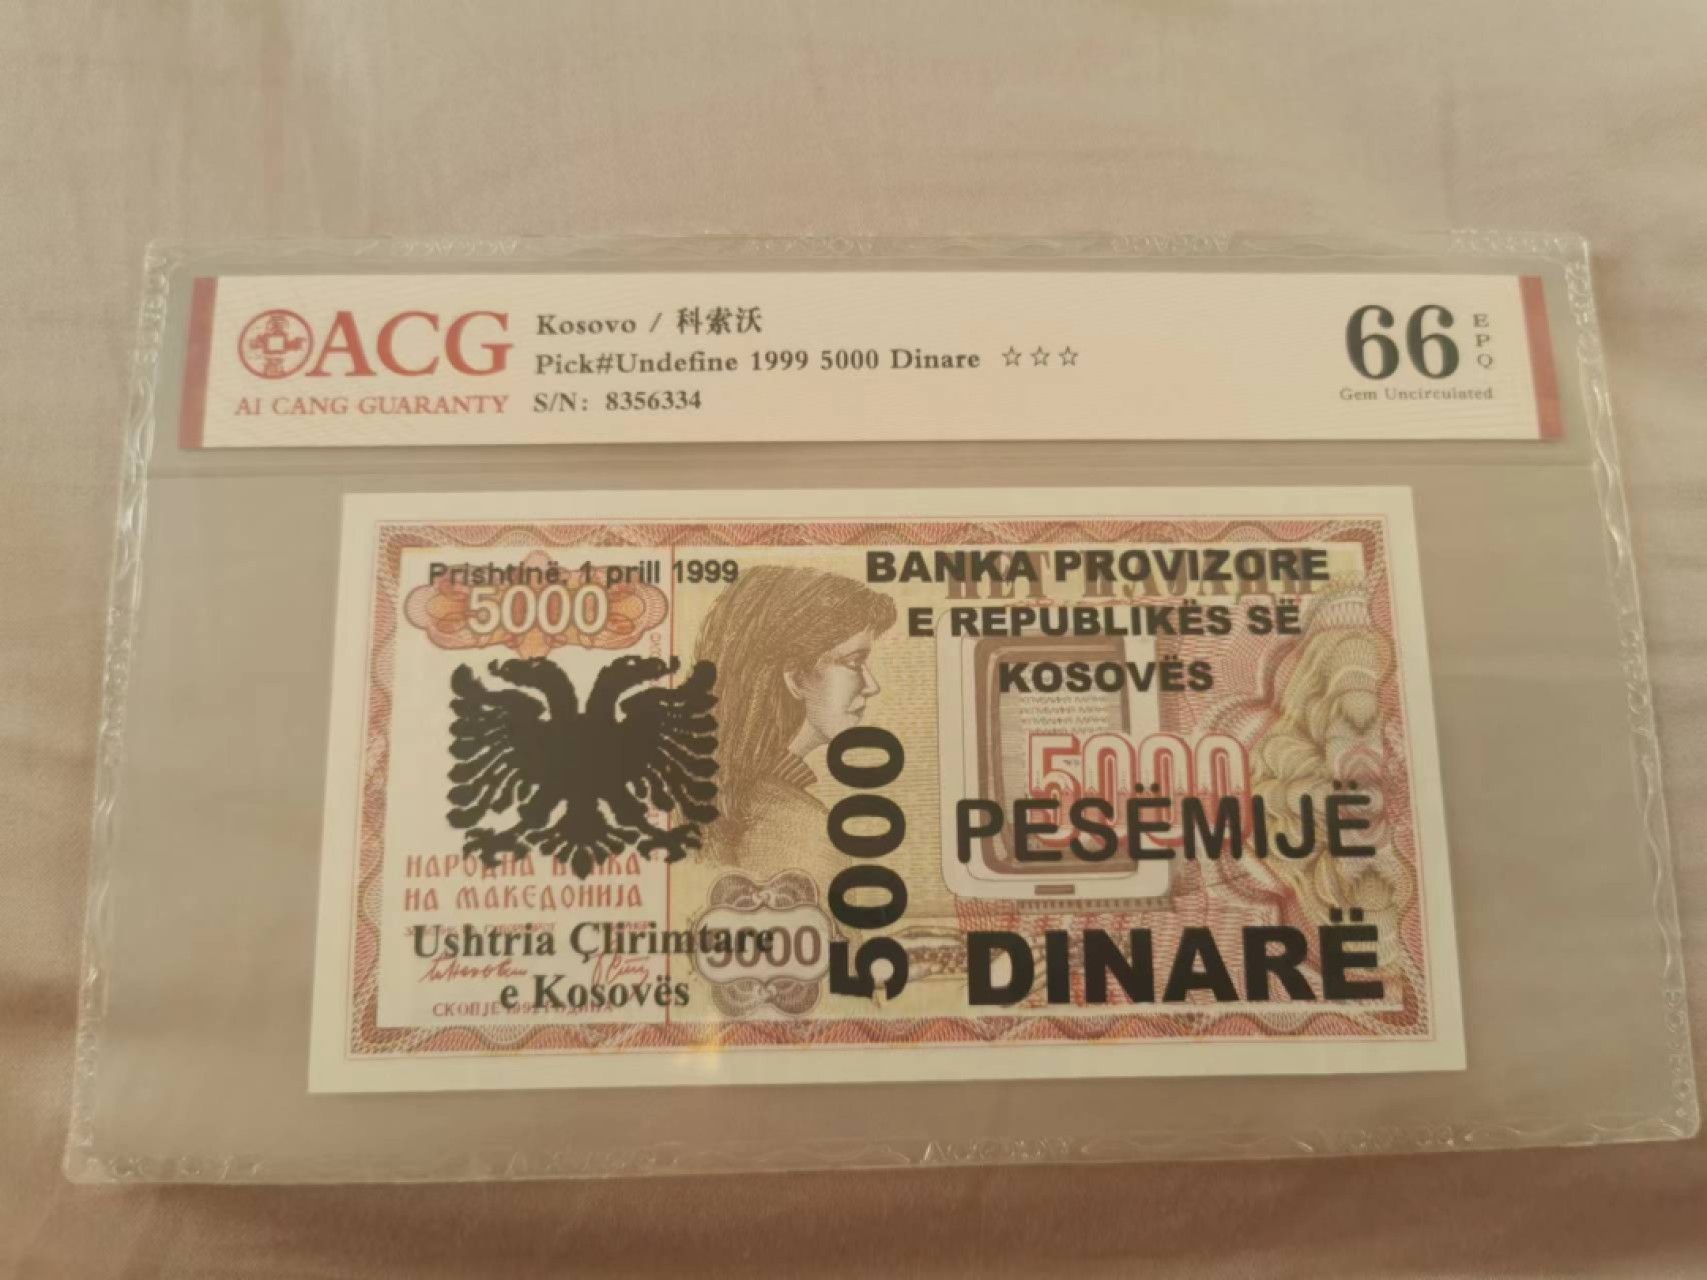 ACG
AI CANG GUARANTY
Kosovo / 科索沃
Pick#Undefine 1999 5000 Dinare ☆☆☆
S/N: 8356334
66
EPQ
Gem Uncirculated
Prishtinë, 1 prill 1999
5000
BANKA PROVIZORE
E REPUBLIKËS SË
KOSOVËS
5000
5000
PESËMIJË
DINARË
НАРОДНА БАНКА
НА МАКЕДОНИЈА
Ushtria Çlirimtare
e Kosovës
5000
СКОПЈЕ